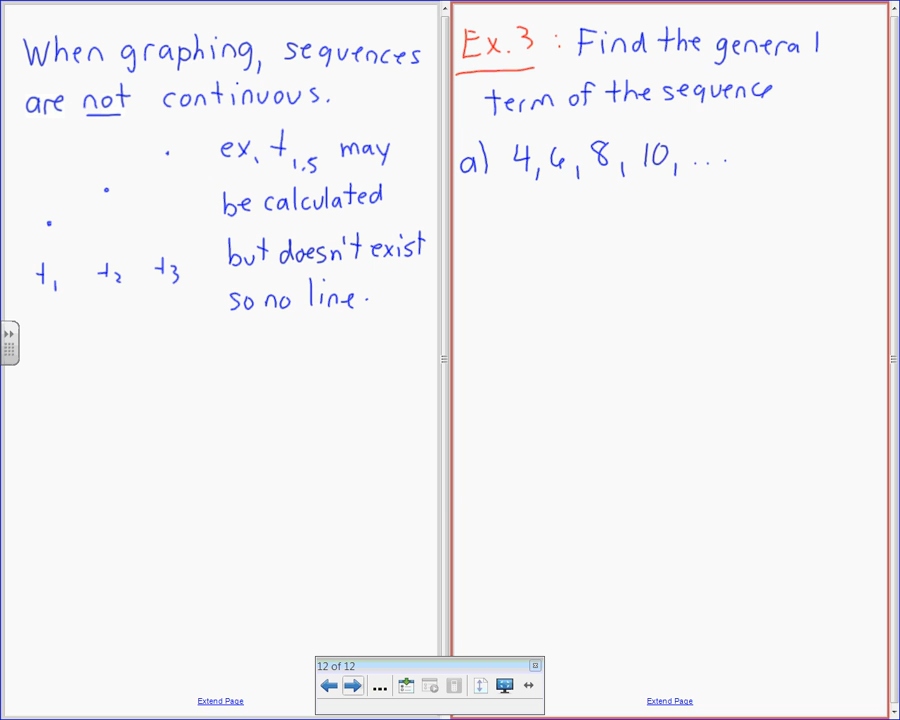 When graphing, sequences
are not continuous.
ex. t1.5 may
be calculated
but doesn't exist
so no line.
t1 t2 t3
Extend Page
Ex. 3 : Find the general
term of the sequence
a) 4, 6, 8, 10, ...
Extend Page
12 of 12